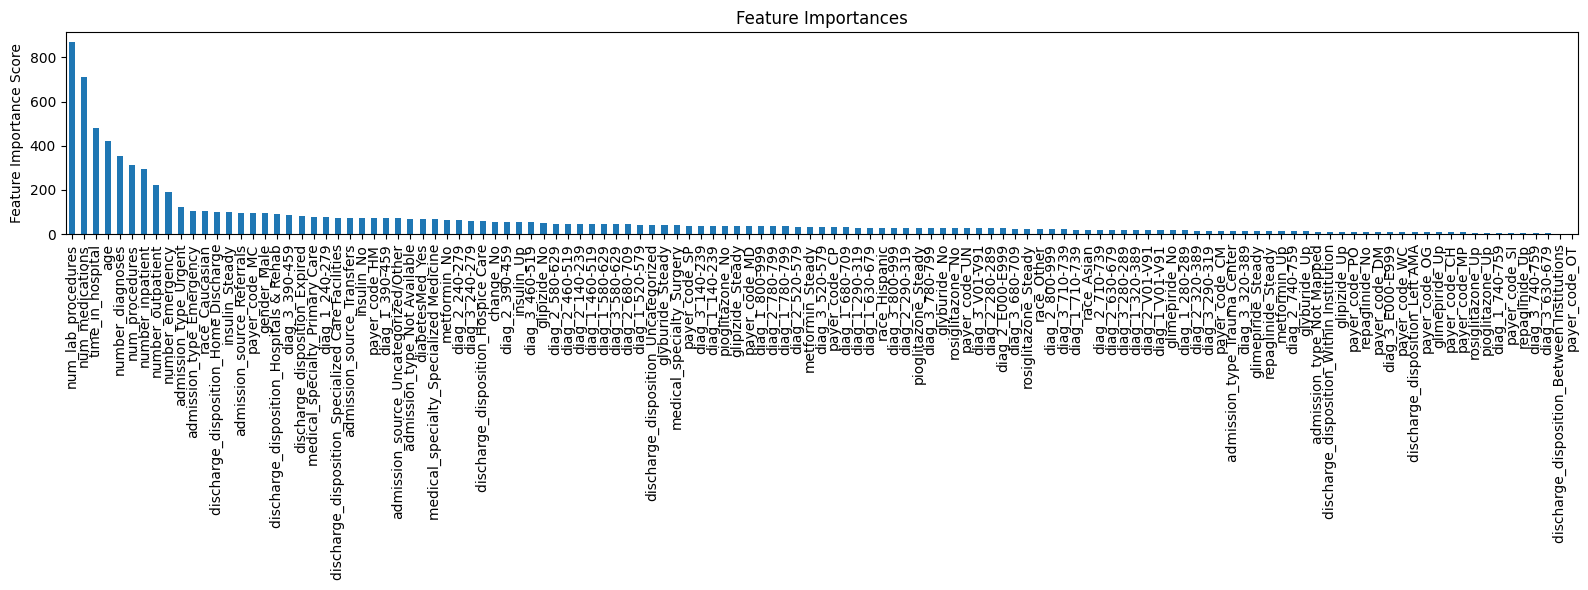 Feature Importances
Feature Importance Score
800
600
400
200
0
num_lab_procedures
num_medications
time_in_hospital
age
number_diagnoses
num_procedures
number_inpatient
number_outpatient
number_emergency
admission_type_Urgent
admission_type_Emergency
race_Caucasian
discharge_disposition_Home Discharge
insulin_Steady
admission_source_Referrals
payer_code_MC
gender_Male
discharge_disposition_Hospitals & Rehab
diag_3_390-459
discharge_disposition_Expired
medical_specialty_Primary Care
diag_1_240-279
discharge_disposition_Specialized Care Facilities
admission_source_Transfers
insulin_No
payer_code_HM
diag_1_390-459
admission_source_Uncategorized/Other
admission_type_Not Available
diabetesMed_Yes
medical_specialty_Specialized Medicine
metformin_No
diag_2_240-279
diag_3_240-279
discharge_disposition_Hospice Care
change_No
diag_2_390-459
insulin_Up
diag_3_460-519
glipizide_No
diag_2_580-629
diag_2_460-519
diag_2_140-239
diag_1_460-519
diag_1_580-629
diag_3_580-629
diag_2_680-709
diag_1_520-579
discharge_disposition_Uncategorized
glyburide_Steady
medical_specialty_Surgery
payer_code_SP
diag_3_140-239
diag_1_140-239
pioglitazone_No
glipizide_Steady
payer_code_MD
diag_1_800-999
diag_2_780-799
diag_1_780-799
diag_2_520-579
metformin_Steady
diag_3_520-579
payer_code_CP
diag_1_680-709
diag_1_290-319
diag_1_630-679
race_Hispanic
diag_3_800-999
diag_2_290-319
pioglitazone_Steady
diag_3_780-799
glyburide_No
rosiglitazone_No
payer_code_UN
diag_3_V01-V91
diag_2_280-289
diag_2_E000-E999
diag_3_680-709
rosiglitazone_Steady
race_Other
diag_2_800-999
diag_3_710-739
diag_1_710-739
race_Asian
diag_2_710-739
diag_2_630-679
diag_3_280-289
diag_1_320-389
diag_2_V01-V91
diag_1_V01-V91
glimepiride_No
diag_1_280-289
diag_2_320-389
diag_3_290-319
payer_code_CM
admission_type_Trauma Center
diag_3_320-389
glimepiride_Steady
repaglinide_Steady
metformin_Up
diag_2_740-759
glyburide_Up
admission_type_Not Mapped
discharge_disposition_Within Institution
glipizide_Up
payer_code_PO
repaglinide_No
payer_code_DM
diag_3_E000-E999
payer_code_WC
discharge_disposition_Left AMA
payer_code_OG
glimepiride_Up
payer_code_CH
payer_code_MP
rosiglitazone_Up
pioglitazone_Up
diag_1_740-759
payer_code_SI
repaglinide_Up
diag_3_740-759
diag_3_630-679
discharge_disposition_Between Institutions
payer_code_OT